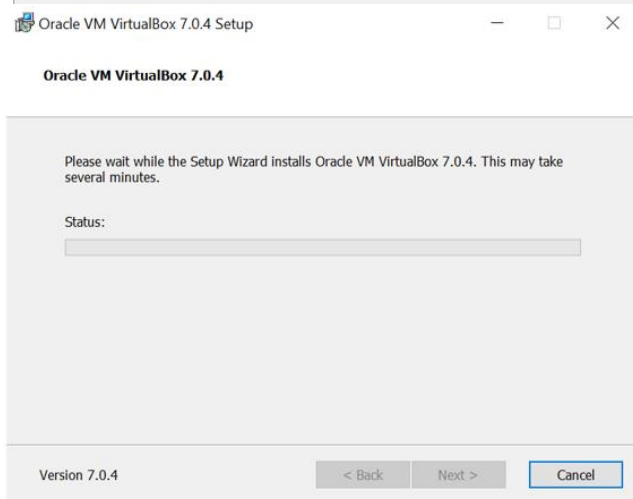 Oracle VM VirtualBox 7.0.4 Setup
Oracle VM VirtualBox 7.0.4
Please wait while the Setup Wizard installs Oracle VM VirtualBox 7.0.4. This may take
several minutes.
Status:
Version 7.0.4
< Back
Next >
Cancel